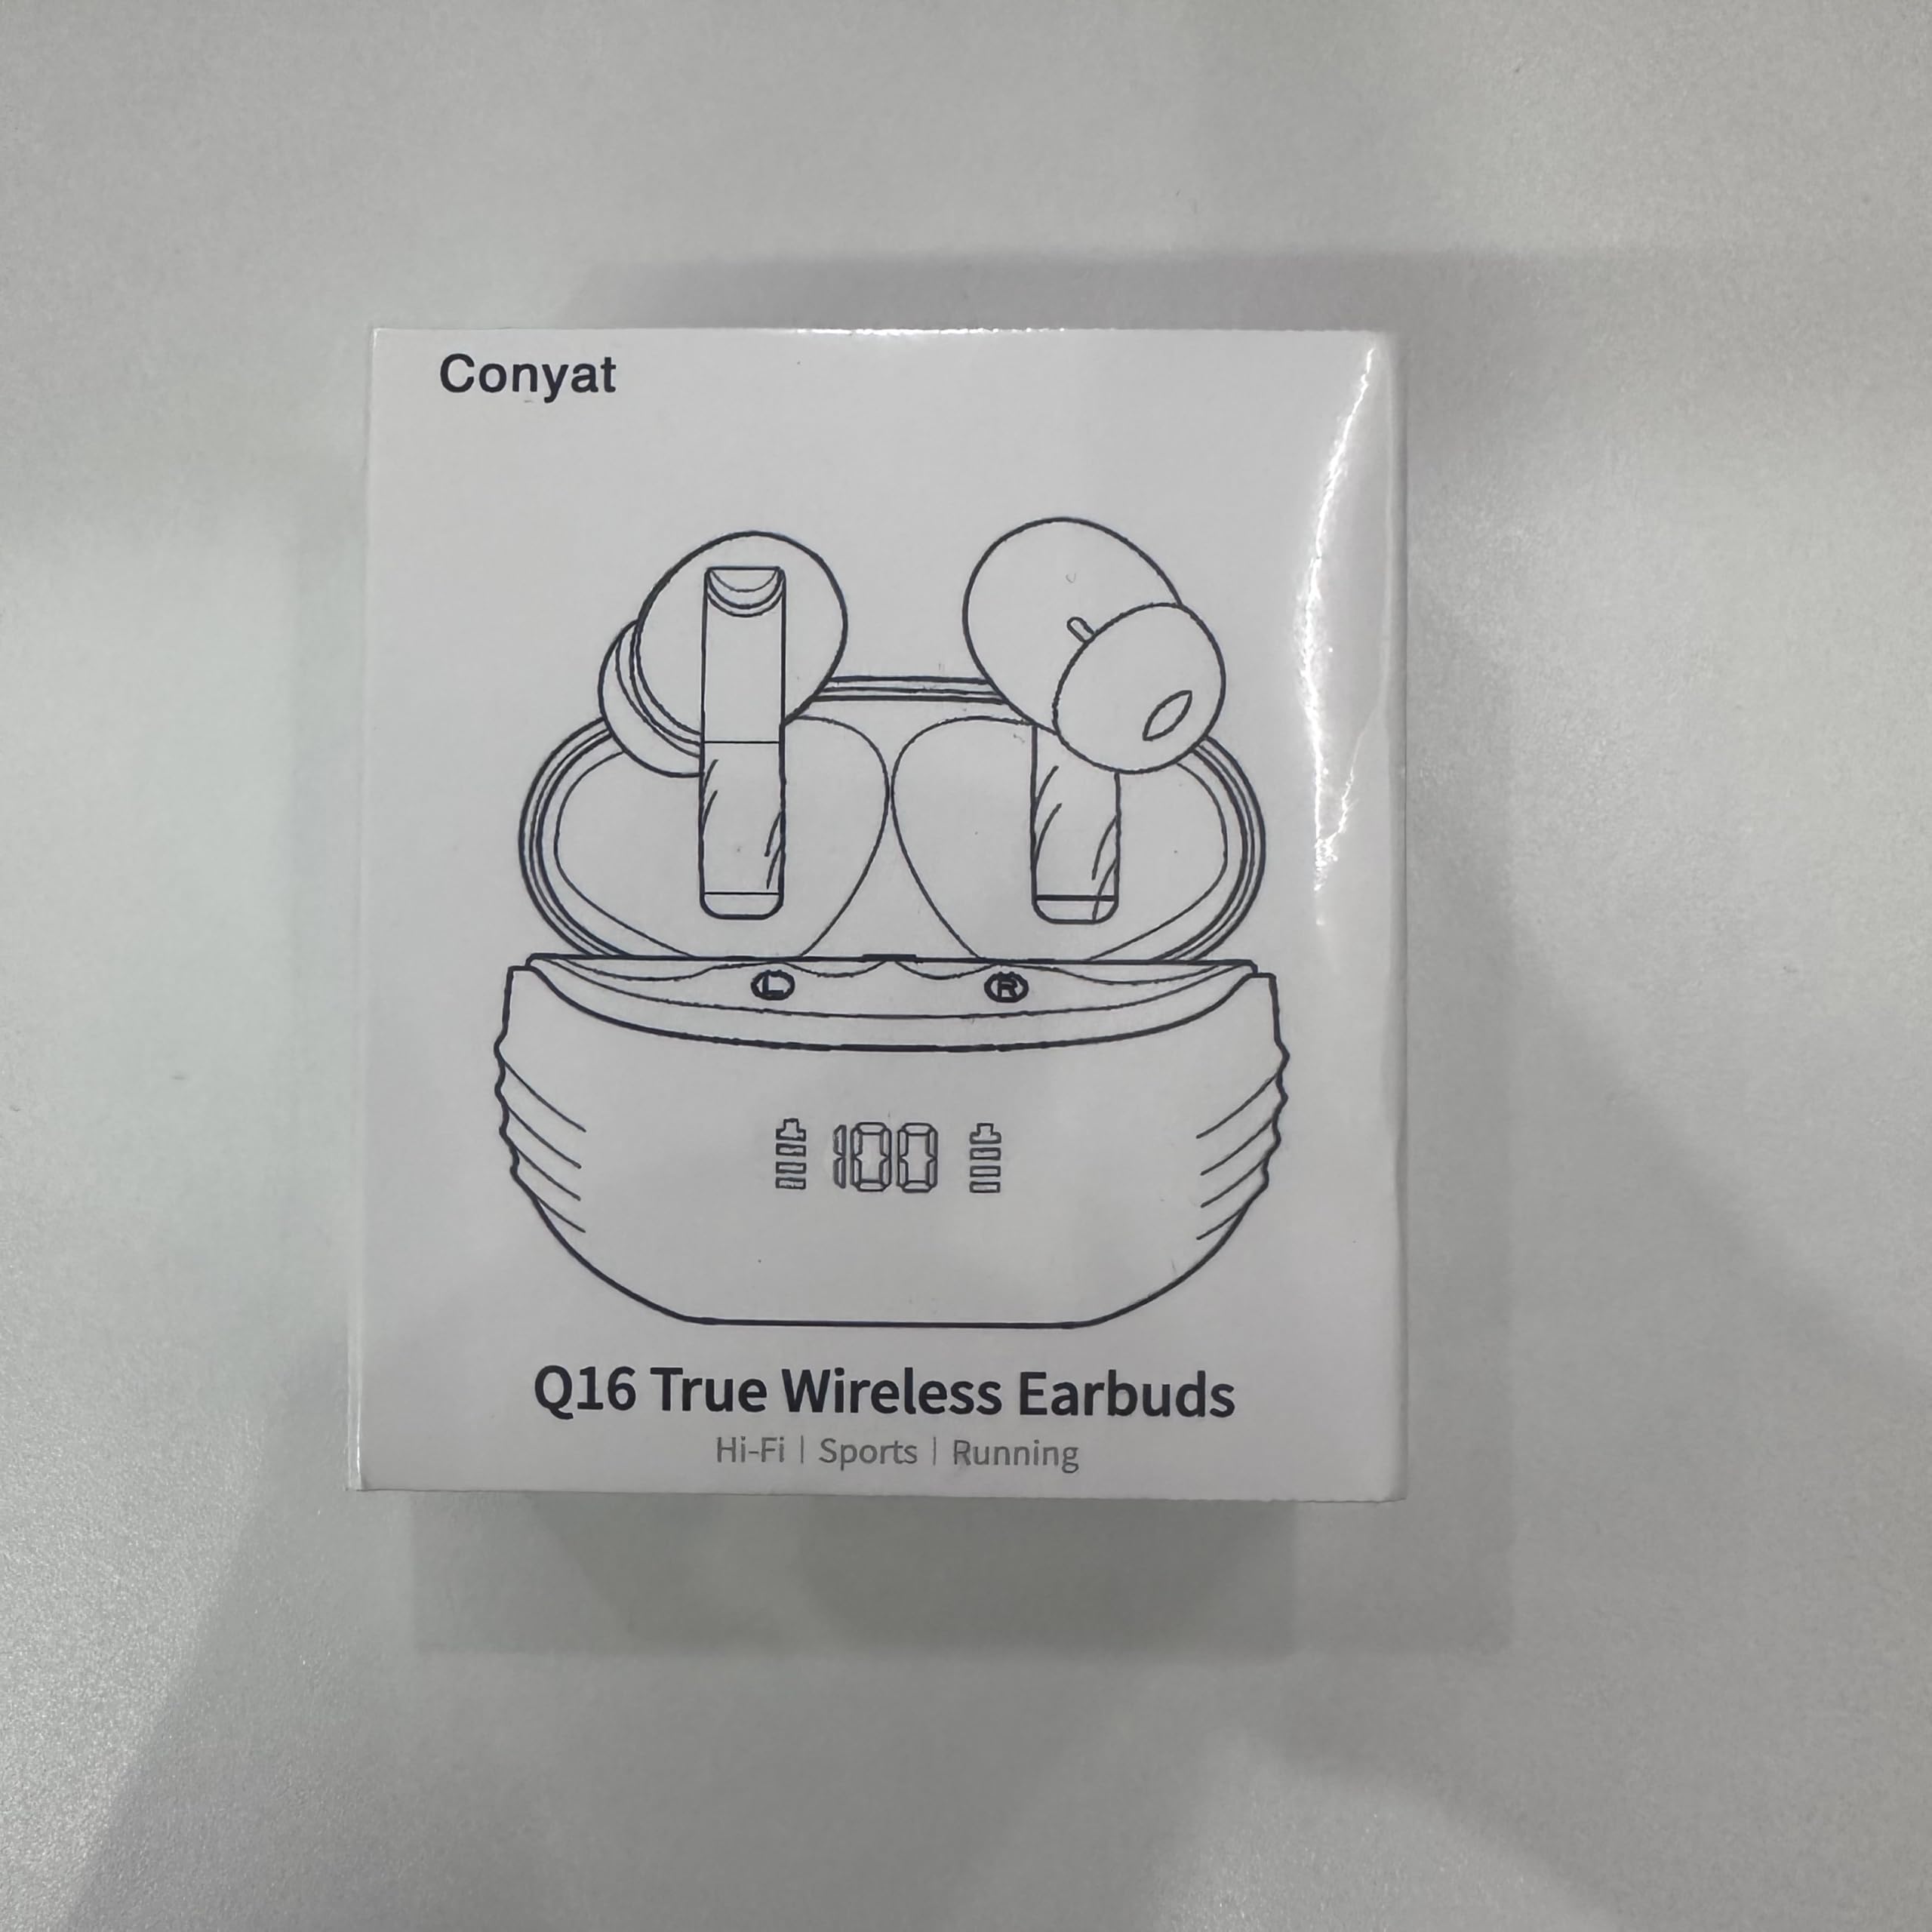 Conyat
L R
100
Q16 True Wireless Earbuds
Hi-Fi | Sports | Running